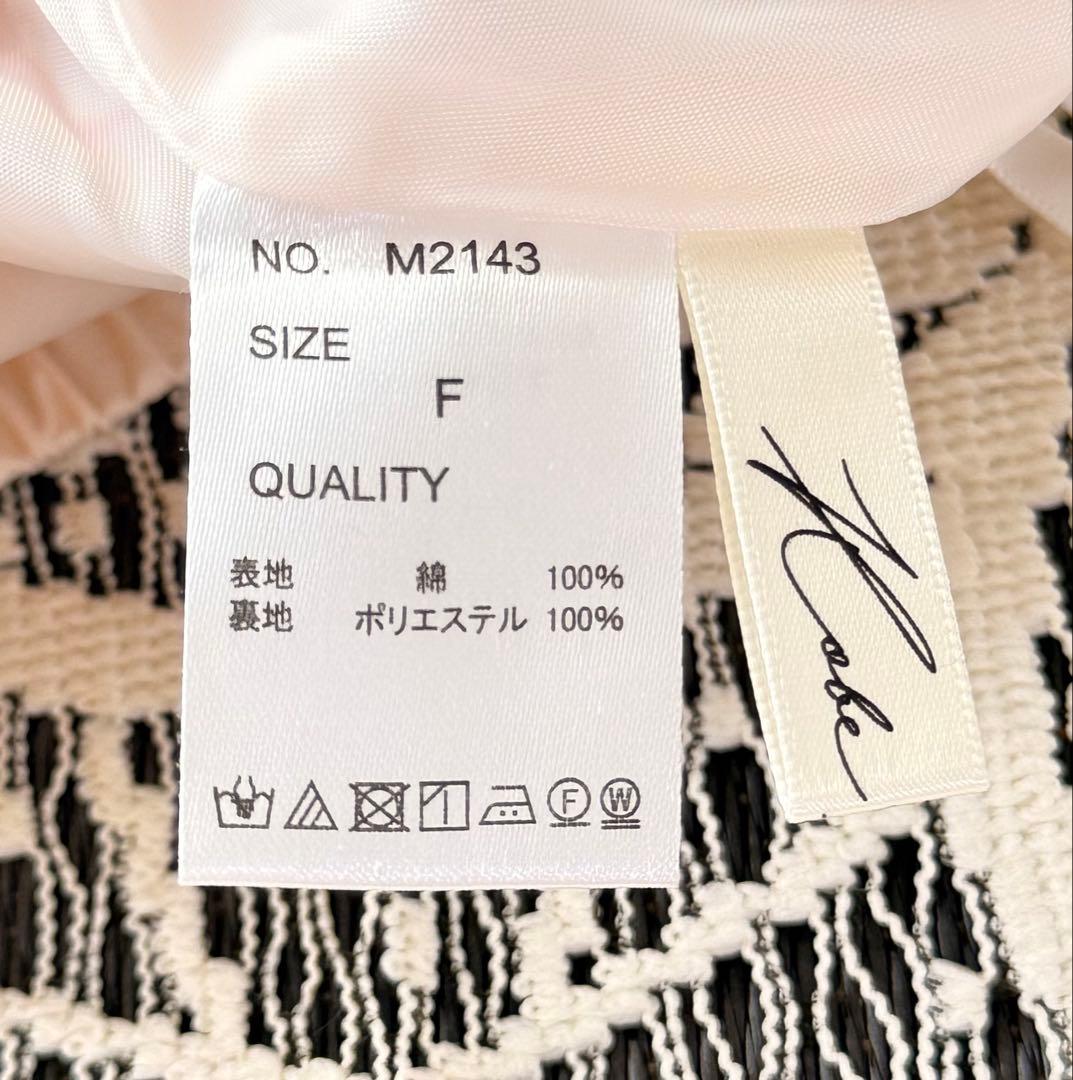 NO. M2143
SIZE
F
QUALITY
表地 綿 100%
裏地 ポリエステル 100%
F W